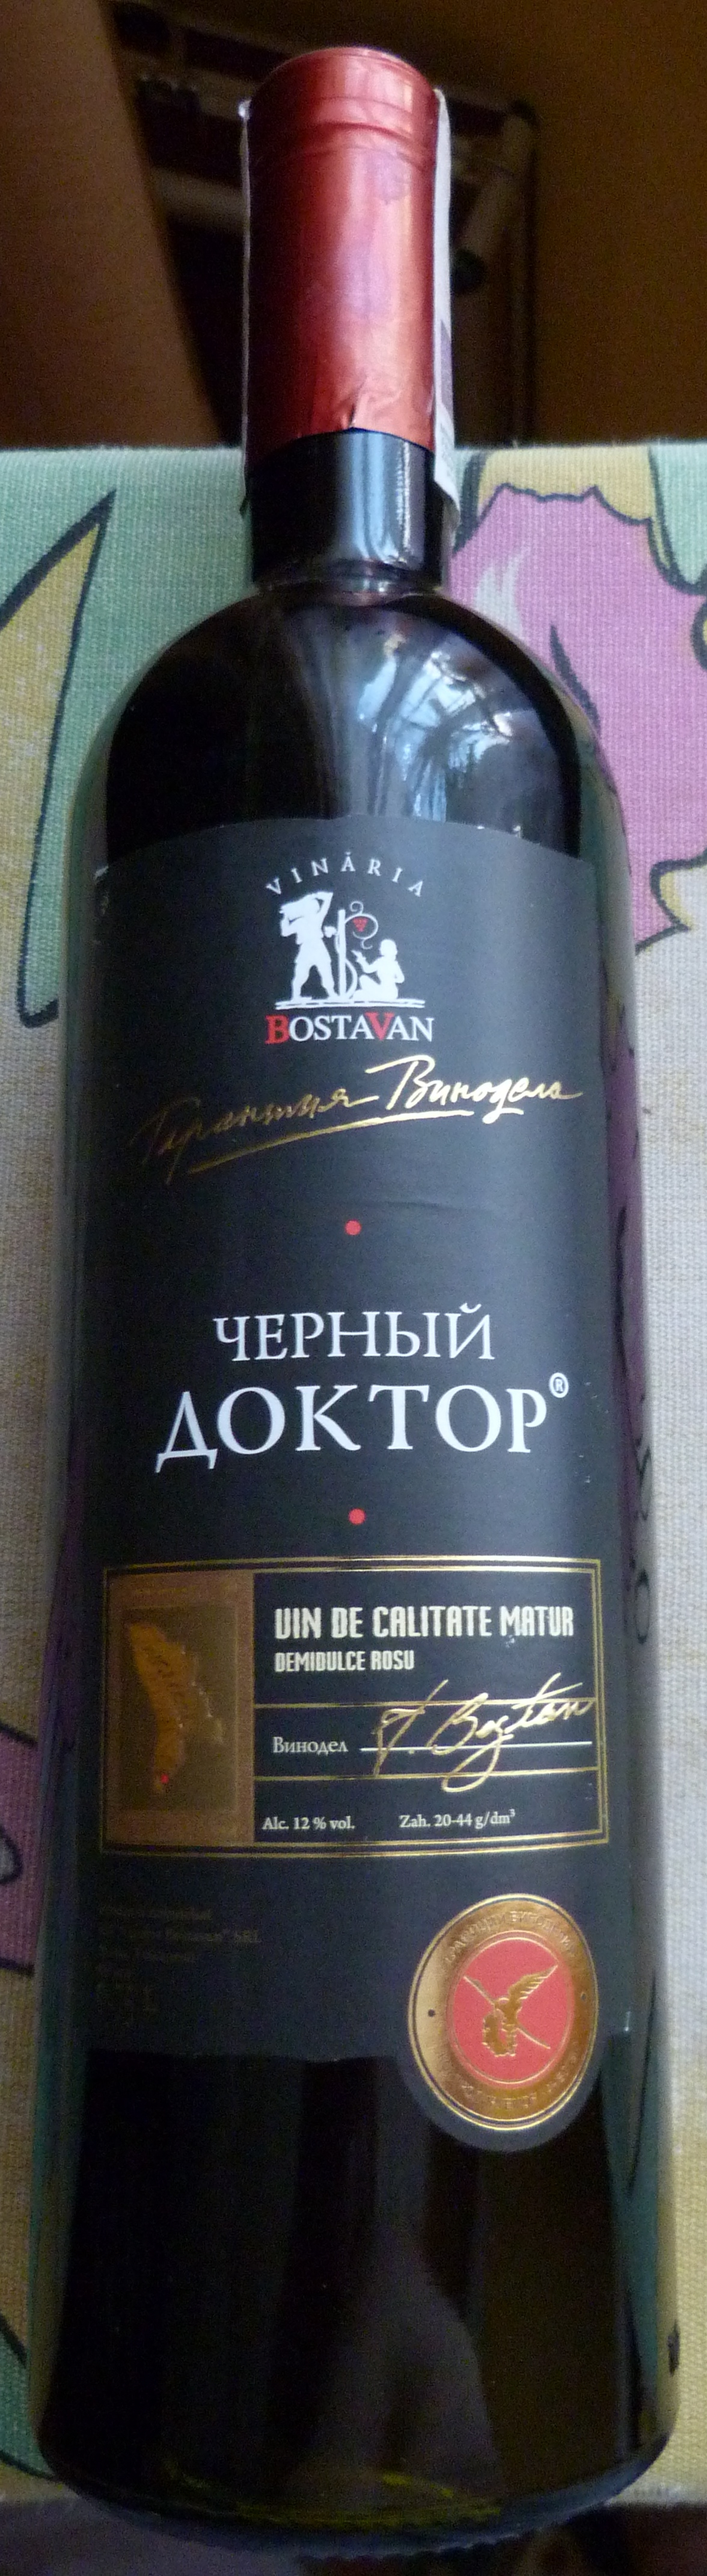 VINĂRIA
BOSTAVAN
Гарантия Винодела
ЧЕРНЫЙ
ДОКТОР®
VIN DE CALITATE MATUR
DEMIDULCE ROSU
Винодел
Alc. 12 % vol. Zah. 20-44 g/dm³
SRL